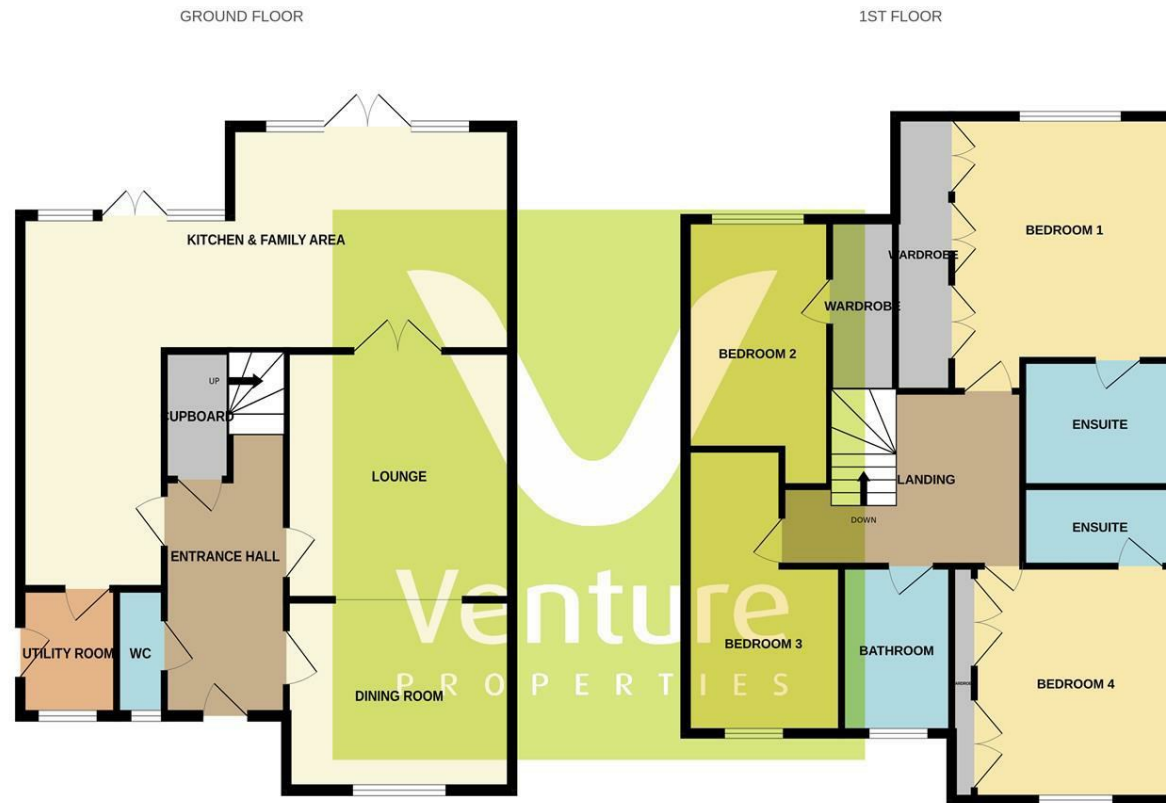 GROUND FLOOR
1ST FLOOR
KITCHEN & FAMILY AREA
UP
CUPBOARD
LOUNGE
ENTRANCE HALL
UTILITY ROOM
WC
DINING ROOM
BEDROOM 1
WARDROBE
WARDROBE
BEDROOM 2
ENSUITE
LANDING
DOWN
ENSUITE
BEDROOM 3
BATHROOM
BEDROOM 4
Venture
PROPERTIES